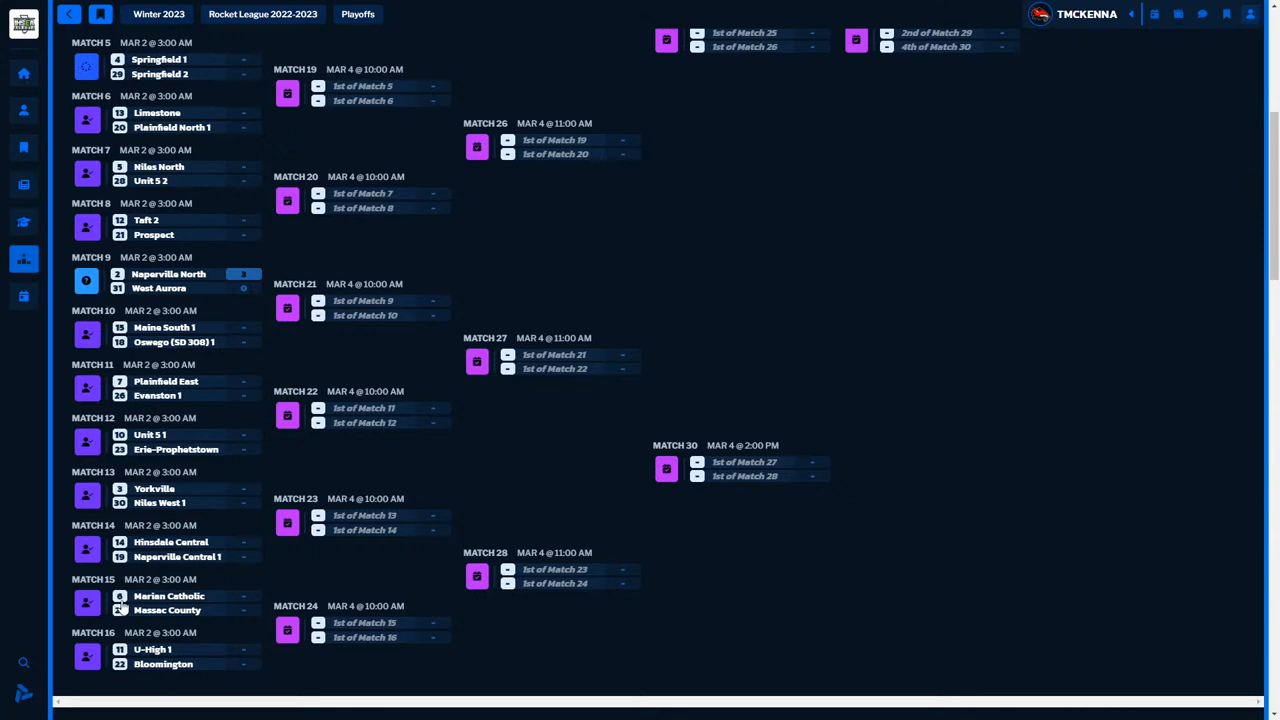 Winter 2023
Rocket League 2022-2023
Playoffs
TMCKENNA
MATCH 5 MAR 2 @ 3:00 AM
4 Springfield 1 -
29 Springfield 2 -
MATCH 6 MAR 2 @ 3:00 AM
13 Limestone -
20 Plainfield North 1 -
MATCH 7 MAR 2 @ 3:00 AM
5 Niles North -
28 Unit 5 2 -
MATCH 8 MAR 2 @ 3:00 AM
12 Taft 2 -
21 Prospect -
MATCH 9 MAR 2 @ 3:00 AM
2 Naperville North 3
31 West Aurora 0
MATCH 10 MAR 2 @ 3:00 AM
15 Maine South 1 -
18 Oswego (SD 308) 1 -
MATCH 11 MAR 2 @ 3:00 AM
7 Plainfield East -
26 Evanston 1 -
MATCH 12 MAR 2 @ 3:00 AM
10 Unit 5 1 -
23 Erie-Prophetstown -
MATCH 13 MAR 2 @ 3:00 AM
3 Yorkville -
30 Niles West 1 -
MATCH 14 MAR 2 @ 3:00 AM
14 Hinsdale Central -
19 Naperville Central 1 -
MATCH 15 MAR 2 @ 3:00 AM
6 Marian Catholic -
Massac County -
MATCH 16 MAR 2 @ 3:00 AM
11 U-High 1 -
22 Bloomington -
MATCH 19 MAR 4 @ 10:00 AM
- 1st of Match 5 -
- 1st of Match 6 -
MATCH 20 MAR 4 @ 10:00 AM
- 1st of Match 7 -
- 1st of Match 8 -
MATCH 21 MAR 4 @ 10:00 AM
- 1st of Match 9 -
- 1st of Match 10 -
MATCH 22 MAR 4 @ 10:00 AM
- 1st of Match 11 -
- 1st of Match 12 -
MATCH 23 MAR 4 @ 10:00 AM
- 1st of Match 13 -
- 1st of Match 14 -
MATCH 24 MAR 4 @ 10:00 AM
- 1st of Match 15 -
- 1st of Match 16 -
MATCH 26 MAR 4 @ 11:00 AM
- 1st of Match 19 -
- 1st of Match 20 -
MATCH 27 MAR 4 @ 11:00 AM
- 1st of Match 21 -
- 1st of Match 22 -
MATCH 28 MAR 4 @ 11:00 AM
- 1st of Match 23 -
- 1st of Match 24 -
- 1st of Match 25 -
- 1st of Match 26 -
MATCH 30 MAR 4 @ 2:00 PM
- 1st of Match 27 -
- 1st of Match 28 -
- 2nd of Match 29 -
- 4th of Match 30 -